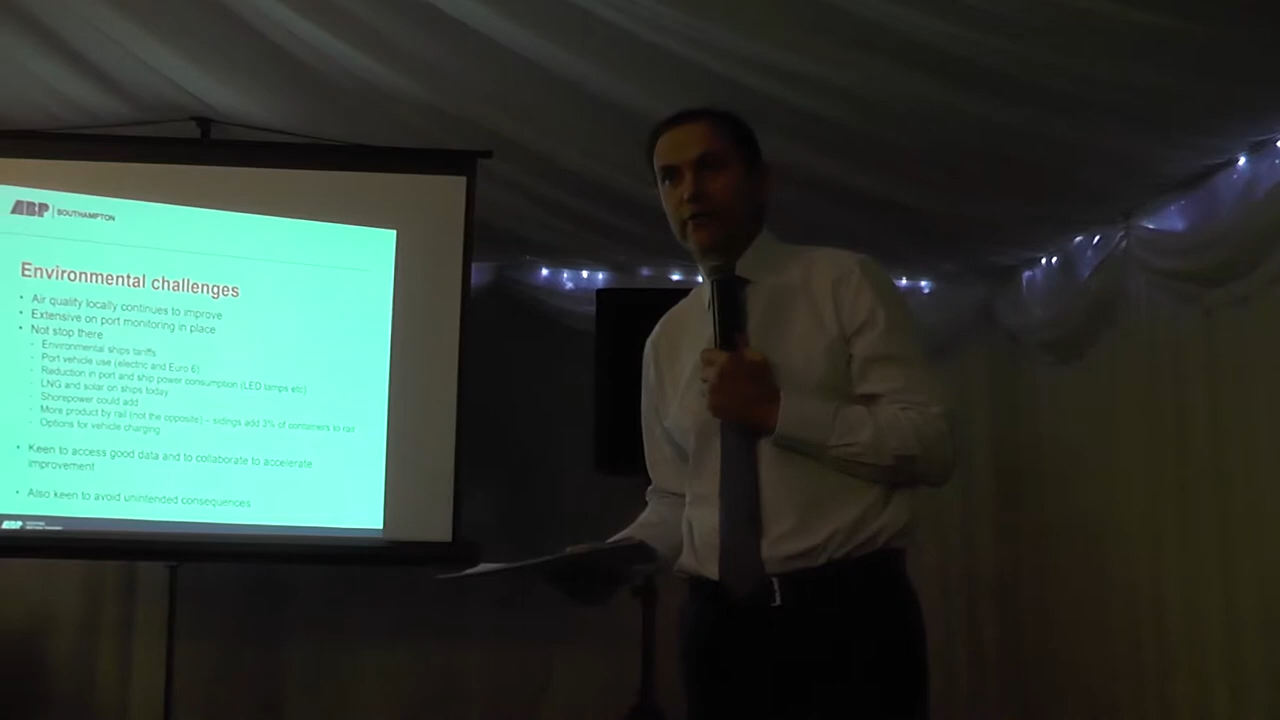 ABP | SOUTHAMPTON
Environmental challenges
• Air quality locally continues to improve
• Extensive on port monitoring in place
• Not stop there
- Environmental ships tariffs
- Port vehicle use (electric and Euro 6)
- Reduction in port and ship power consumption (LED lamps etc)
- LNG and solar on ships today
- Shorepower could add
- More product by rail (not the opposite) – sidings add 3% of containers to rail
- Options for vehicle charging
• Keen to access good data and to collaborate to accelerate
improvement
• Also keen to avoid unintended consequences
ABP